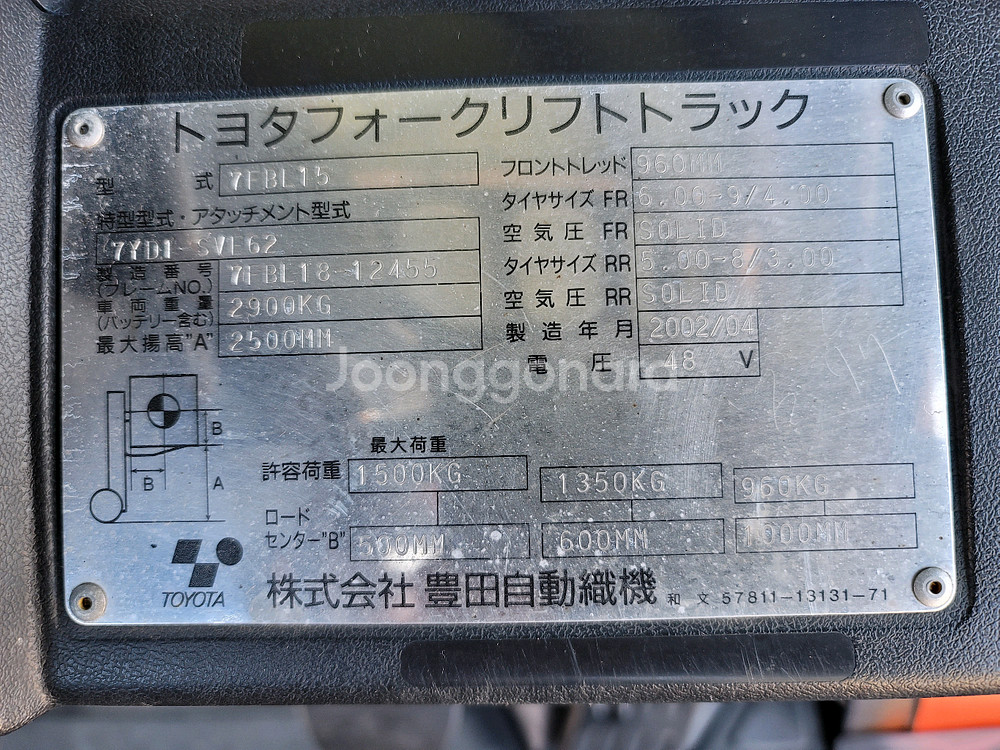 トヨタフォークリフトトラック
型 式 7FBL15
特型型式・アタッチメント型式
7YD1 SVE62
製造番号 (フレームNO.) 7FBL18-12455
車両重量 (バッテリー含む) 2900KG
最大揚高"A" 2500MM
フロントトレッド 960MM
タイヤサイズ FR 6.00-9/4.00
空気圧 FR SOLID
タイヤサイズ RR 5.00-8/3.00
空気圧 RR SOLID
製造年月 2002/04
電圧 48 V
Joonggonara
B
B A
最大荷重
許容荷重 1500KG 1350KG 960KG
ロード
センター"B" 500MM 600MM 1000MM
TOYOTA 株式会社 豊田自動織機 和 文 57811-13131-71